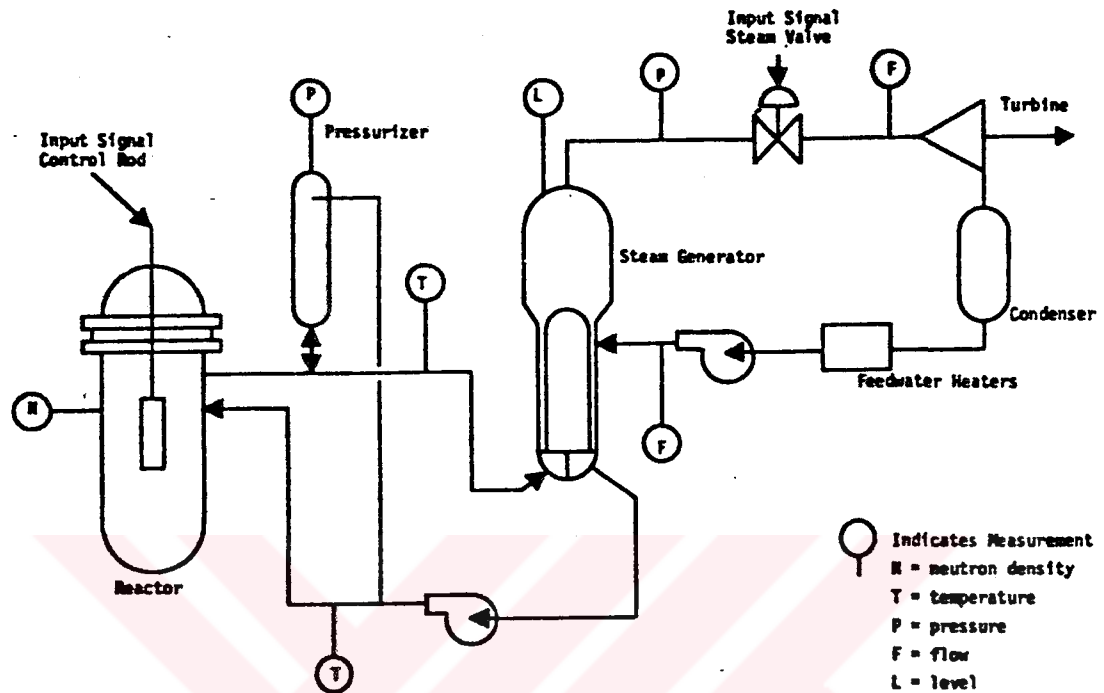 Input Signal
Steam Valve
P
L
P
F
Turbine
Pressurizer
Input Signal
Control Rod
T
Steam Generator
Condenser
Feedwater Heaters
N
F
Reactor
T
Indicates Measurement
N = neutron density
T = temperature
P = pressure
F = flow
L = level